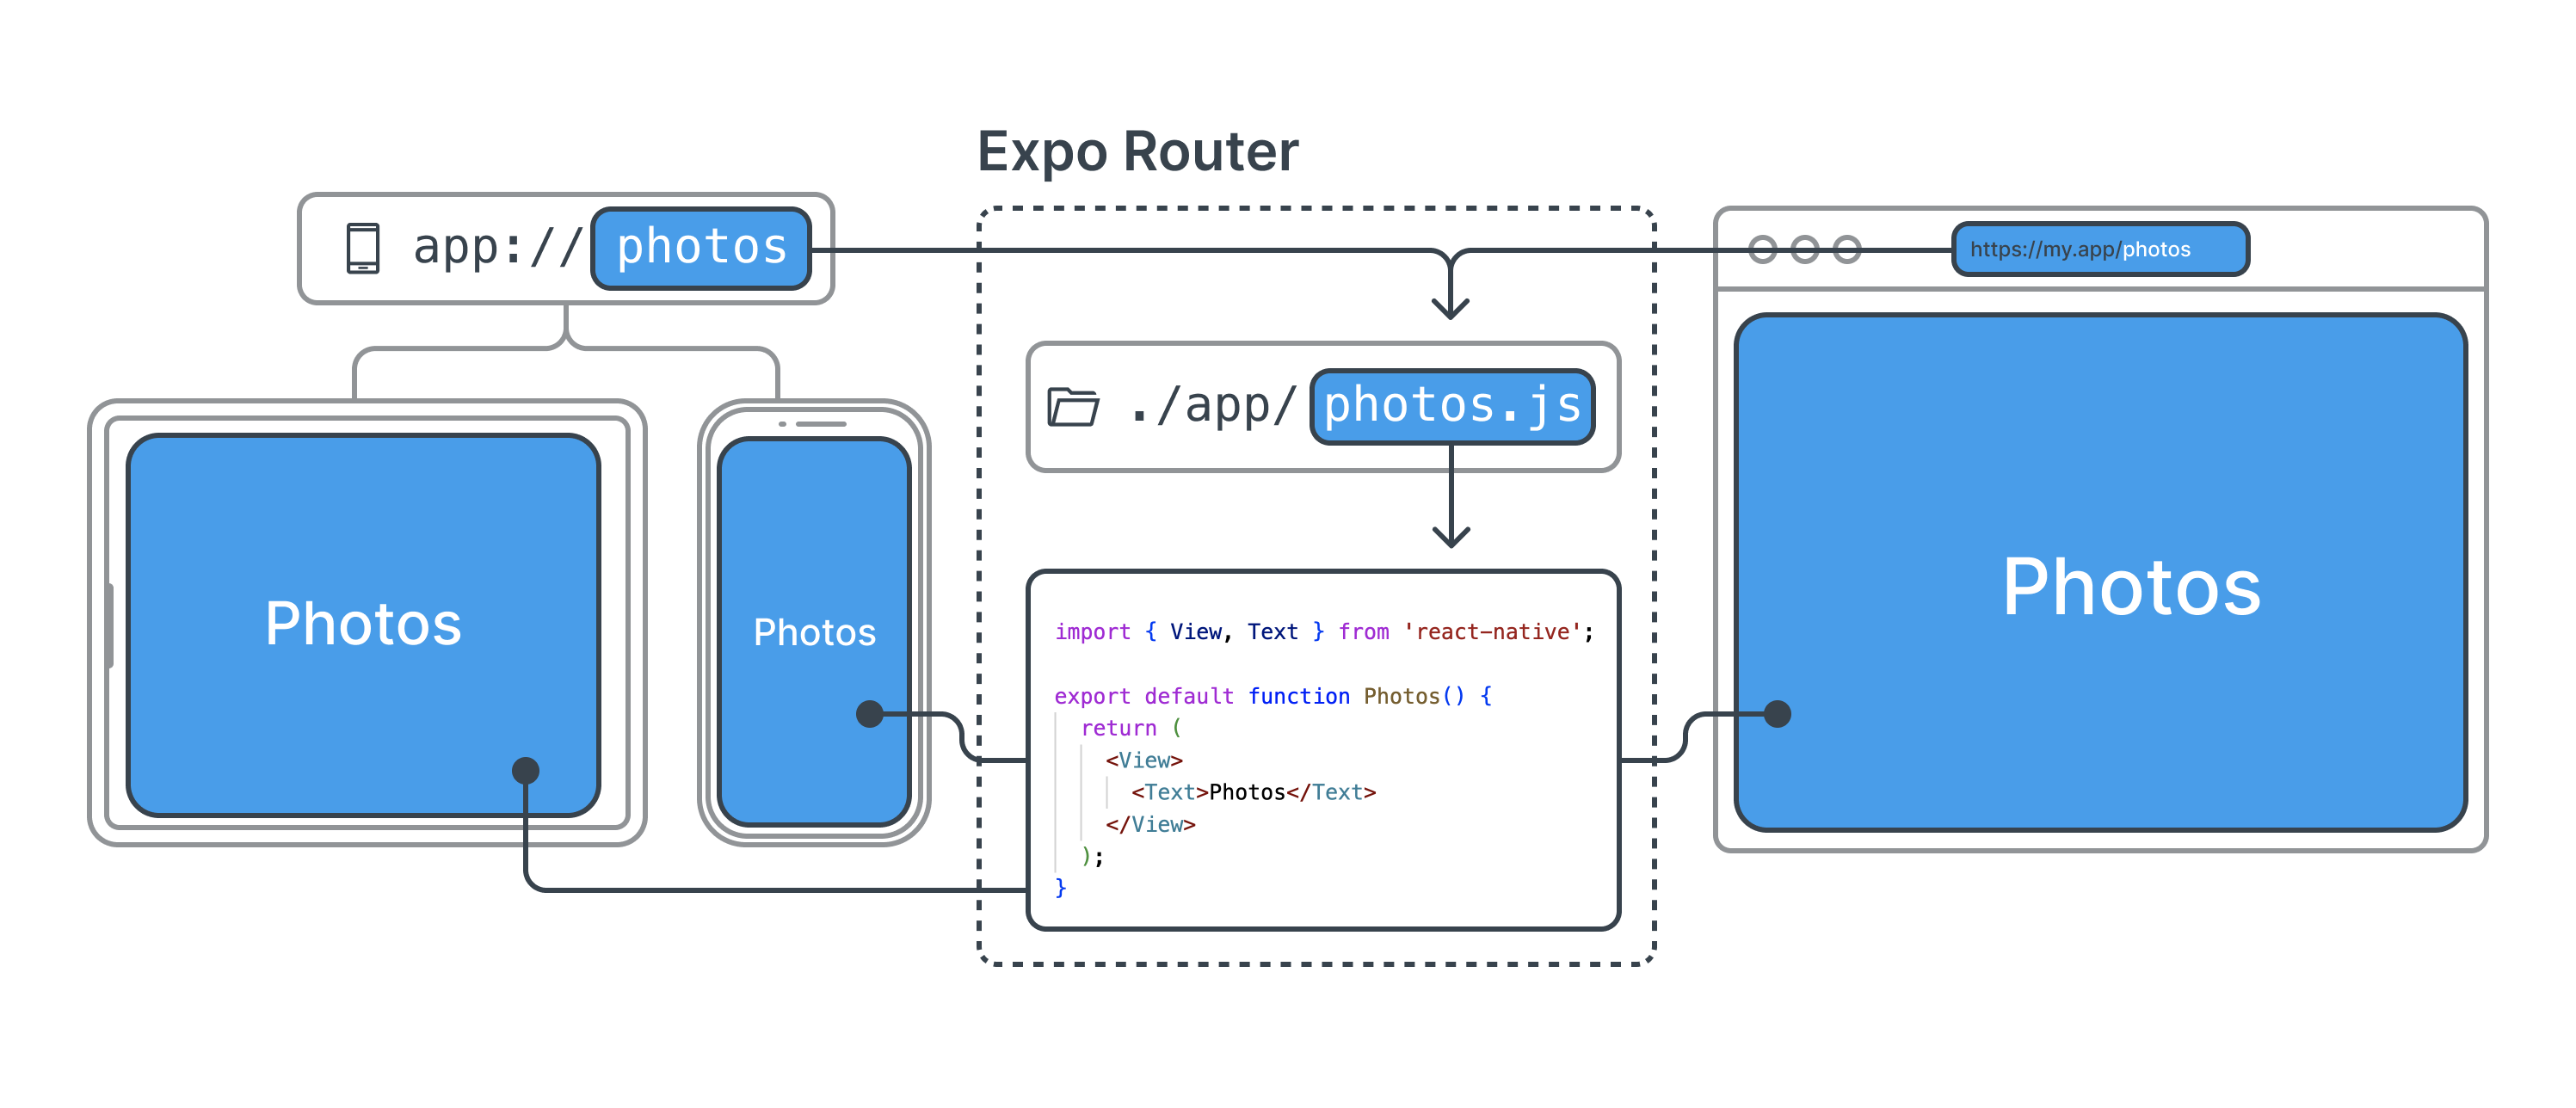 Expo Router
app://photos
https://my.app/photos
./app/photos.js
Photos
Photos
import { View, Text } from 'react-native';
export default function Photos() {
return (
<View>
<Text>Photos</Text>
</View>
);
}
Photos